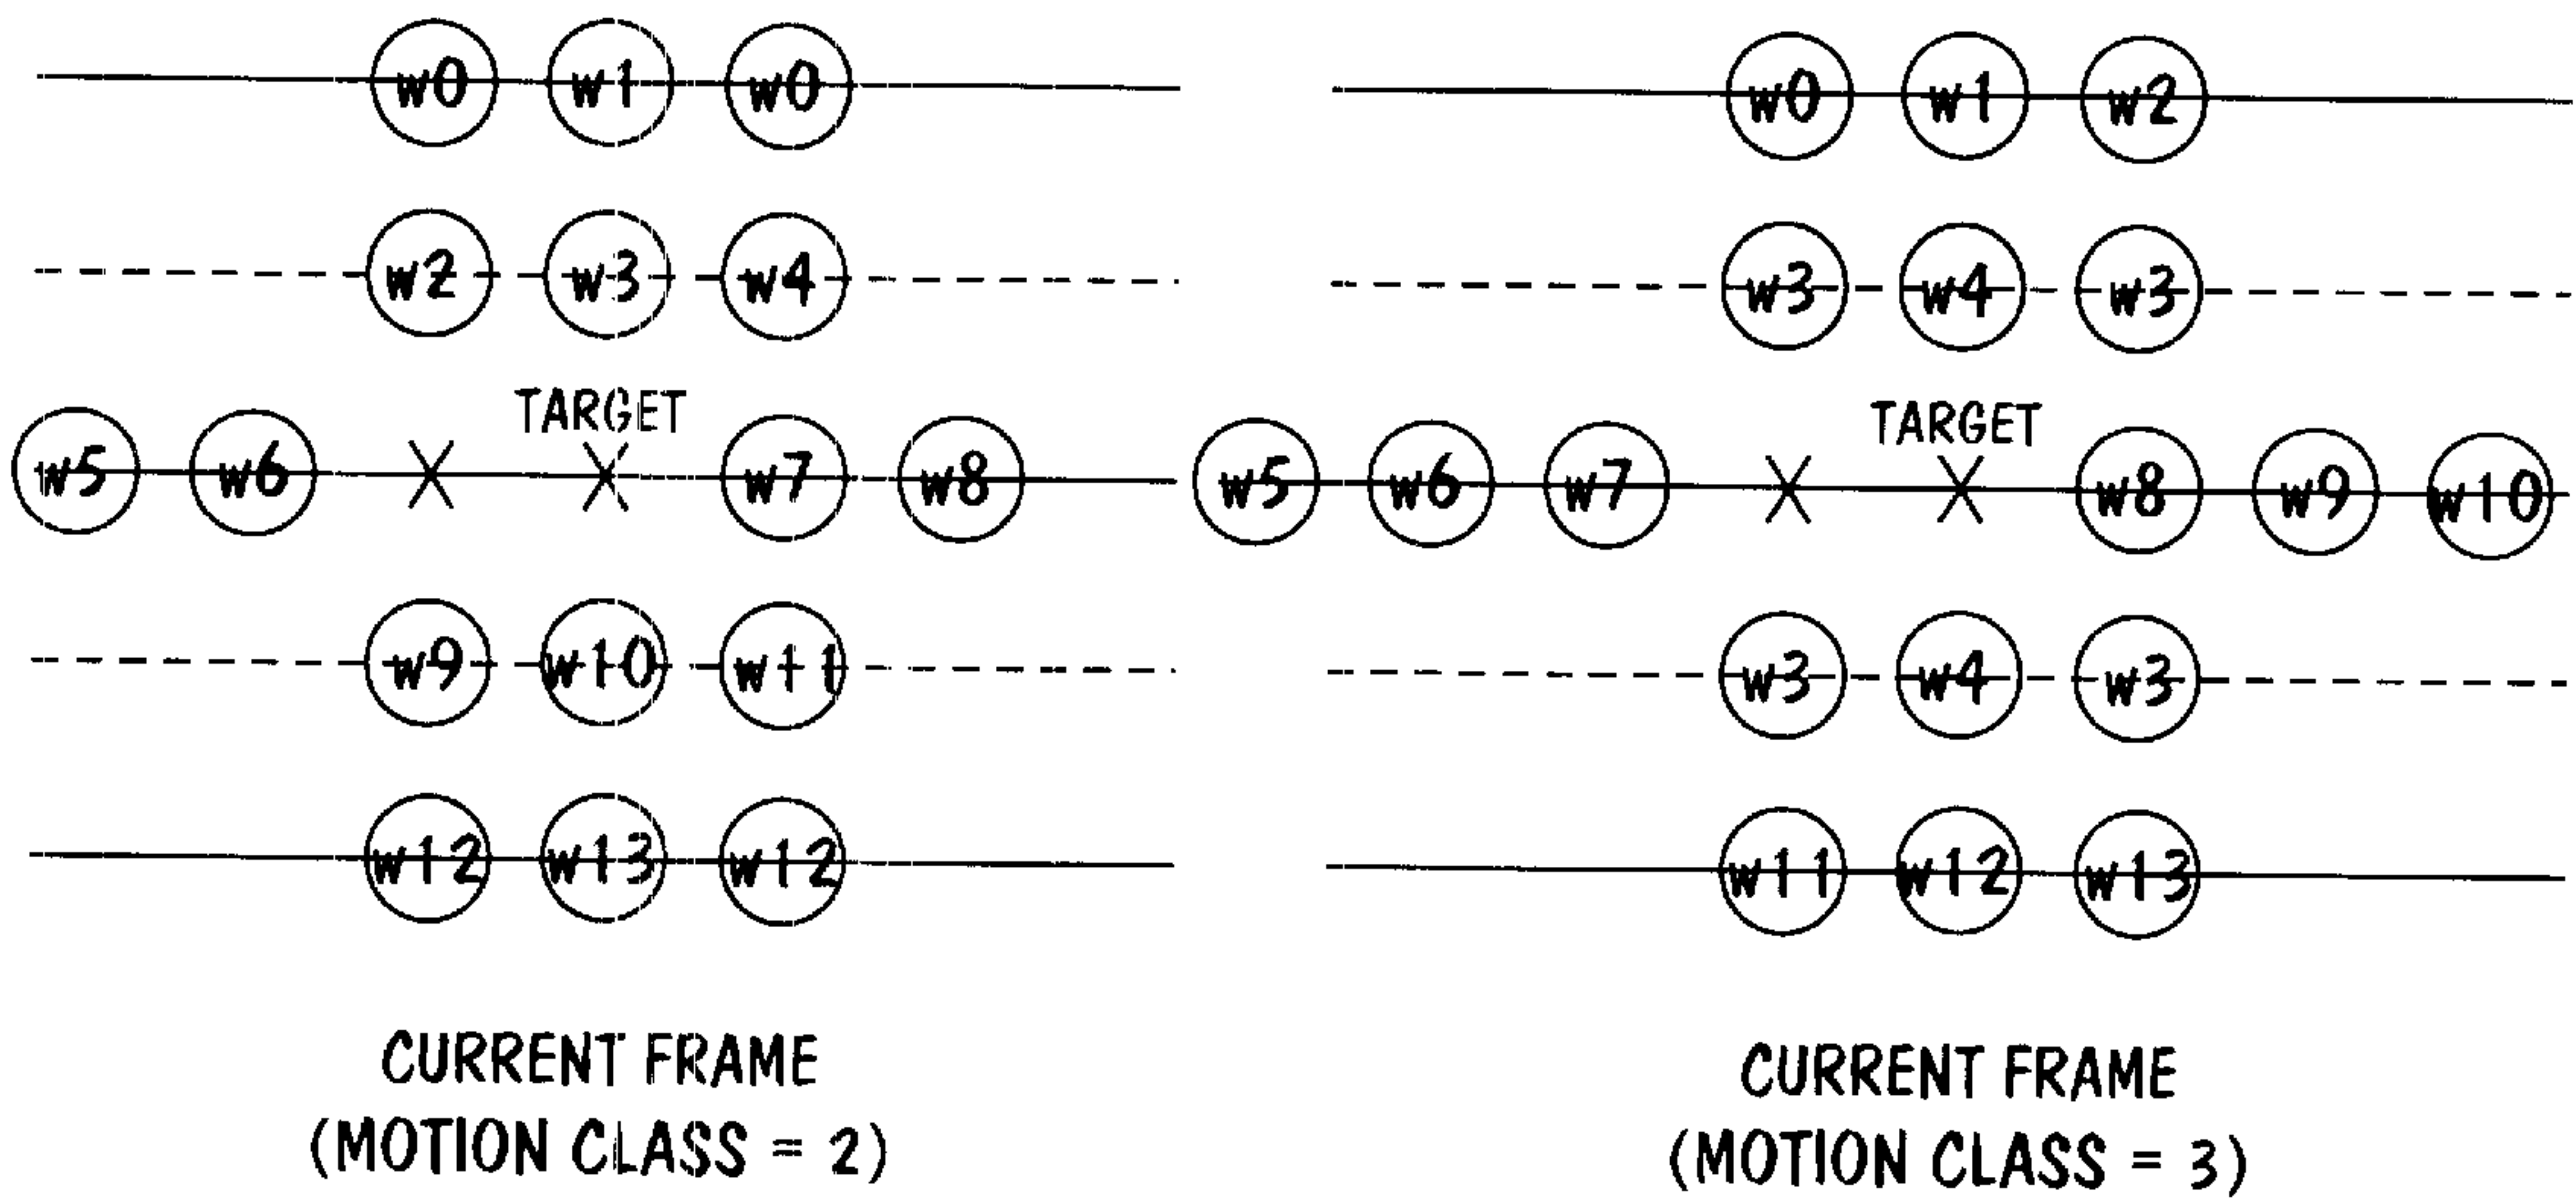 w0 w1 w0
w2 w3 w4
TARGET
w5 w6 w7 w8
w9 w10 w11
w12 w13 w12
CURRENT FRAME
(MOTION CLASS = 2)
w0 w1 w2
w3 w4 w3
TARGET
w5 w6 w7 w8 w9 w10
w3 w4 w3
w11 w12 w13
CURRENT FRAME
(MOTION CLASS = 3)